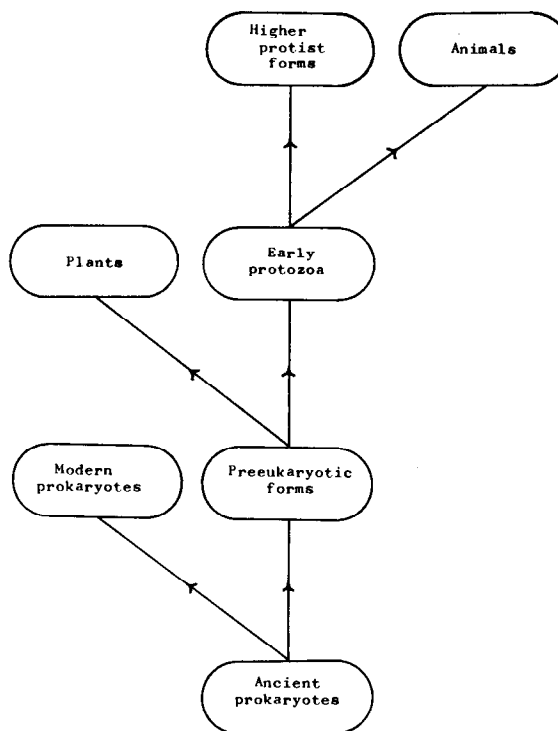 Higher
protist
forms
Animals
Plants
Early
protozoa
Modern
prokaryotes
Preeukaryotic
forms
Ancient
prokaryotes